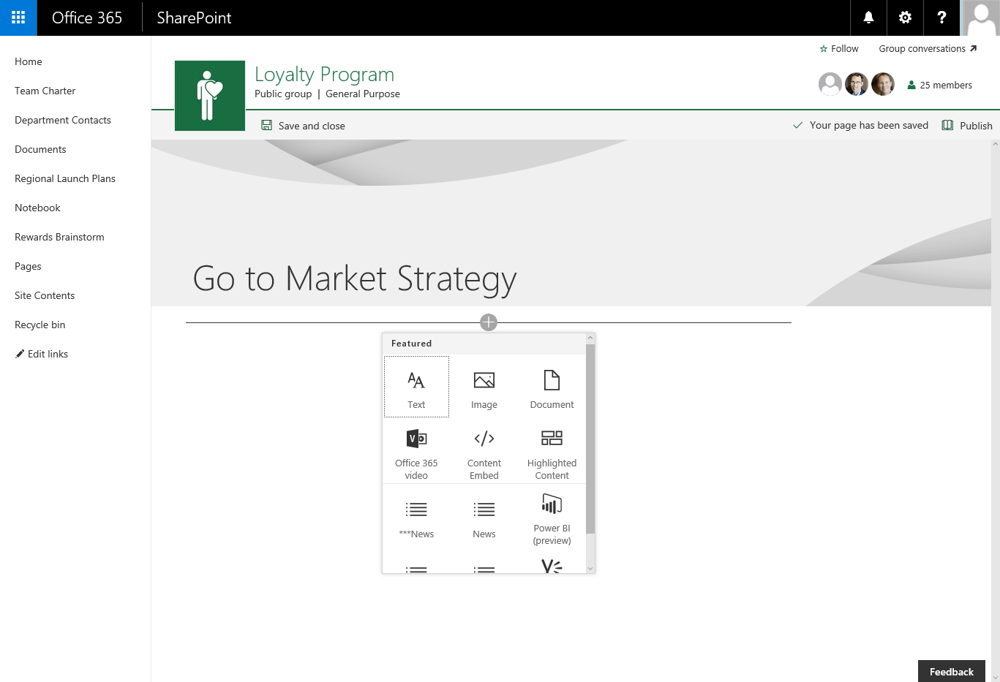 Office 365
SharePoint
?
Home
Team Charter
Department Contacts
Documents
Regional Launch Plans
Notebook
Rewards Brainstorm
Pages
Site Contents
Recycle bin
Edit links
Follow
Group conversations
Loyalty Program
Public group | General Purpose
25 members
Save and close
Your page has been saved
Publish
Go to Market Strategy
Featured
Text
Image
Document
Office 365
video
Content
Embed
Highlighted
Content
***News
News
Power BI
(preview)
Feedback